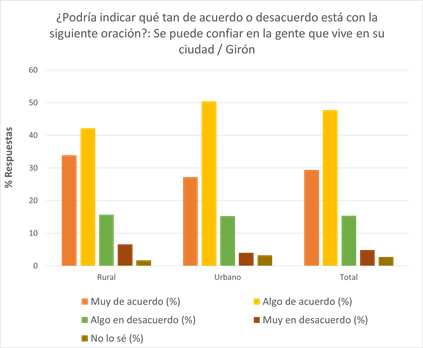 ¿Podría indicar qué tan de acuerdo o desacuerdo está con la
siguiente oración?: Se puede confiar en la gente que vive en su
ciudad / Girón
% Respuestas
60
50
40
30
20
10
0
Rural Urbano Total
Muy de acuerdo (%) Algo de acuerdo (%)
Algo en desacuerdo (%) Muy en desacuerdo (%)
No lo sé (%)